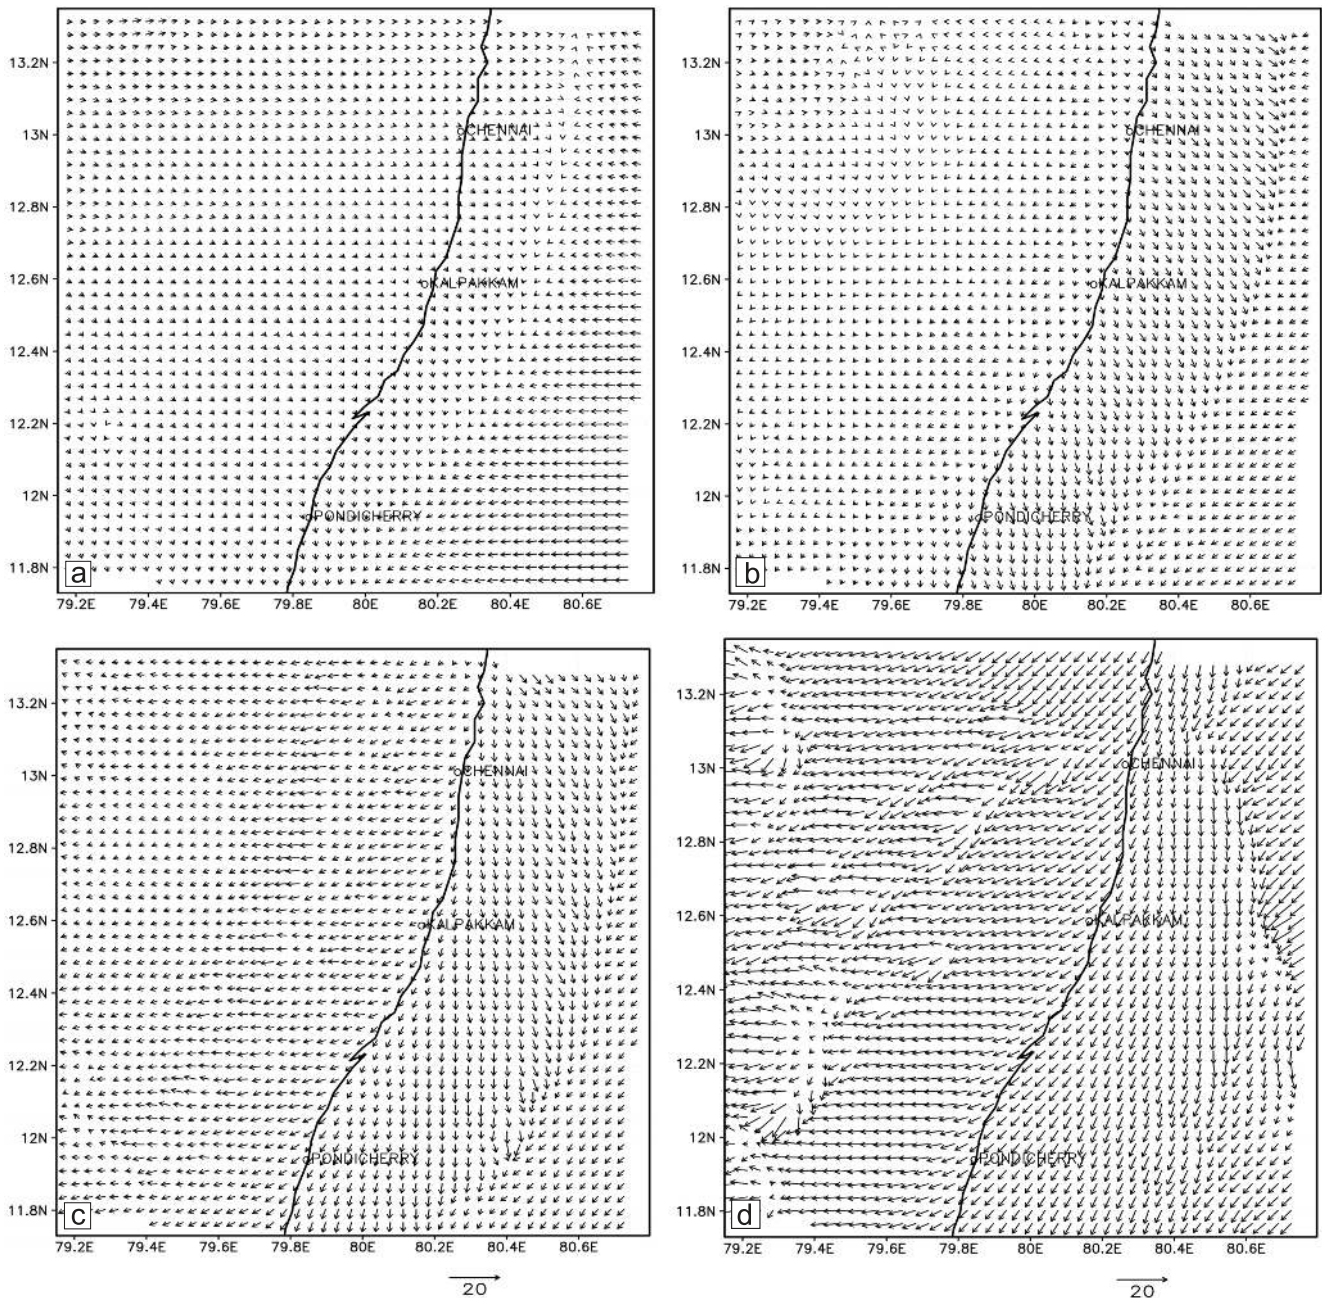 13.2N
13N
CHENNAI
12.8N
12.6N
KALPAKKAM
12.4N
12.2N
12N
PONDICHERRY
11.8N
a
79.2E 79.4E 79.6E 79.8E 80E 80.2E 80.4E 80.6E
13.2N
13N
CHENNAI
12.8N
12.6N
KALPAKKAM
12.4N
12.2N
12N
PONDICHERRY
11.8N
b
79.2E 79.4E 79.6E 79.8E 80E 80.2E 80.4E 80.6E
13.2N
13N
CHENNAI
12.8N
12.6N
KALPAKKAM
12.4N
12.2N
12N
PONDICHERRY
11.8N
c
79.2E 79.4E 79.6E 79.8E 80E 80.2E 80.4E 80.6E
20
13.2N
13N
CHENNAI
12.8N
12.6N
KALPAKKAM
12.4N
12.2N
12N
PONDICHERRY
11.8N
d
79.2E 79.4E 79.6E 79.8E 80E 80.2E 80.4E 80.6E
20